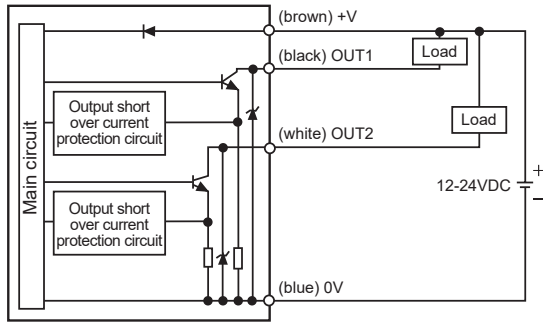 (brown) +V
Load
(black) OUT1
Output short
over current
protection circuit
Load
(white) OUT2
Main circuit
12-24VDC
+
−
Output short
over current
protection circuit
(blue) 0V